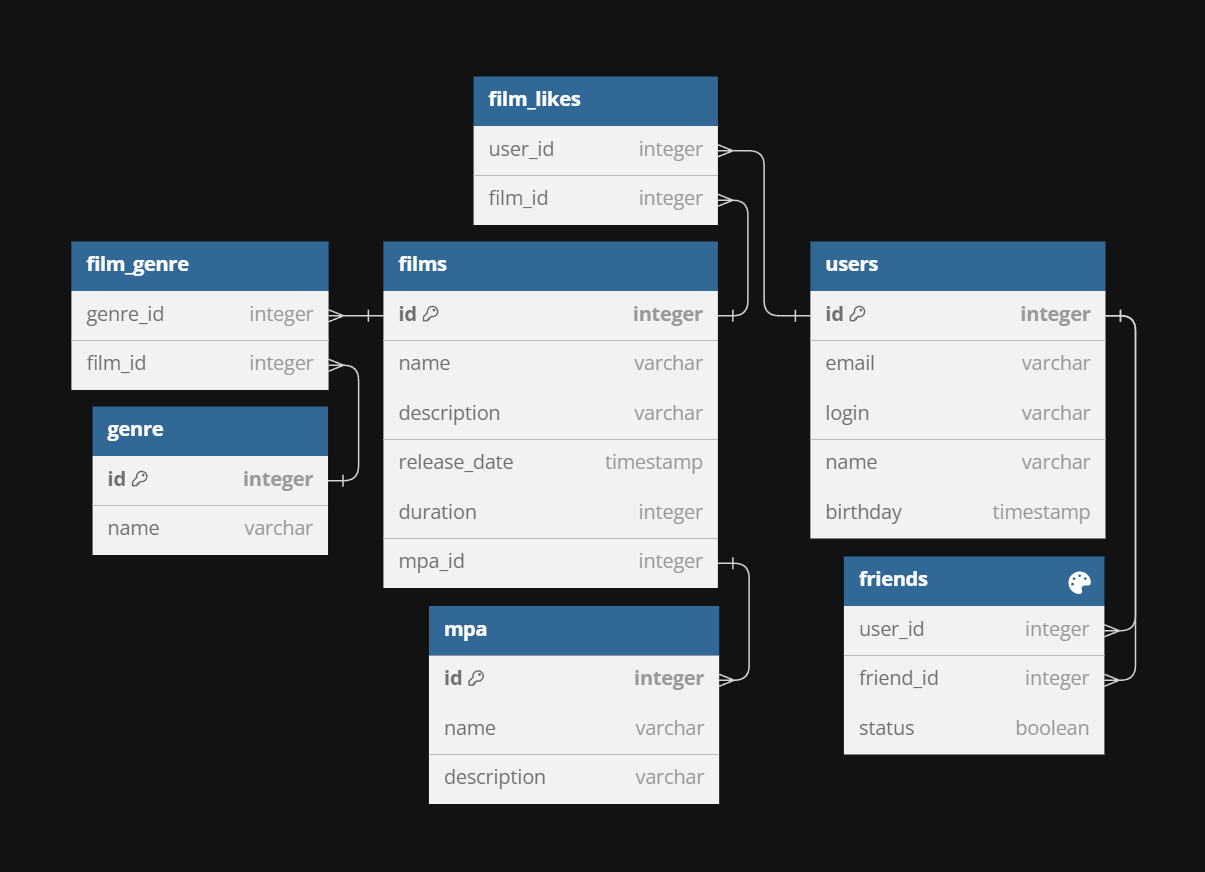 film_likes
user_id integer
film_id integer
film_genre
genre_id integer
film_id integer
genre
id integer
name varchar
films
id integer
name varchar
description varchar
release_date timestamp
duration integer
mpa_id integer
mpa
id integer
name varchar
description varchar
users
id integer
email varchar
login varchar
name varchar
birthday timestamp
friends
user_id integer
friend_id integer
status boolean